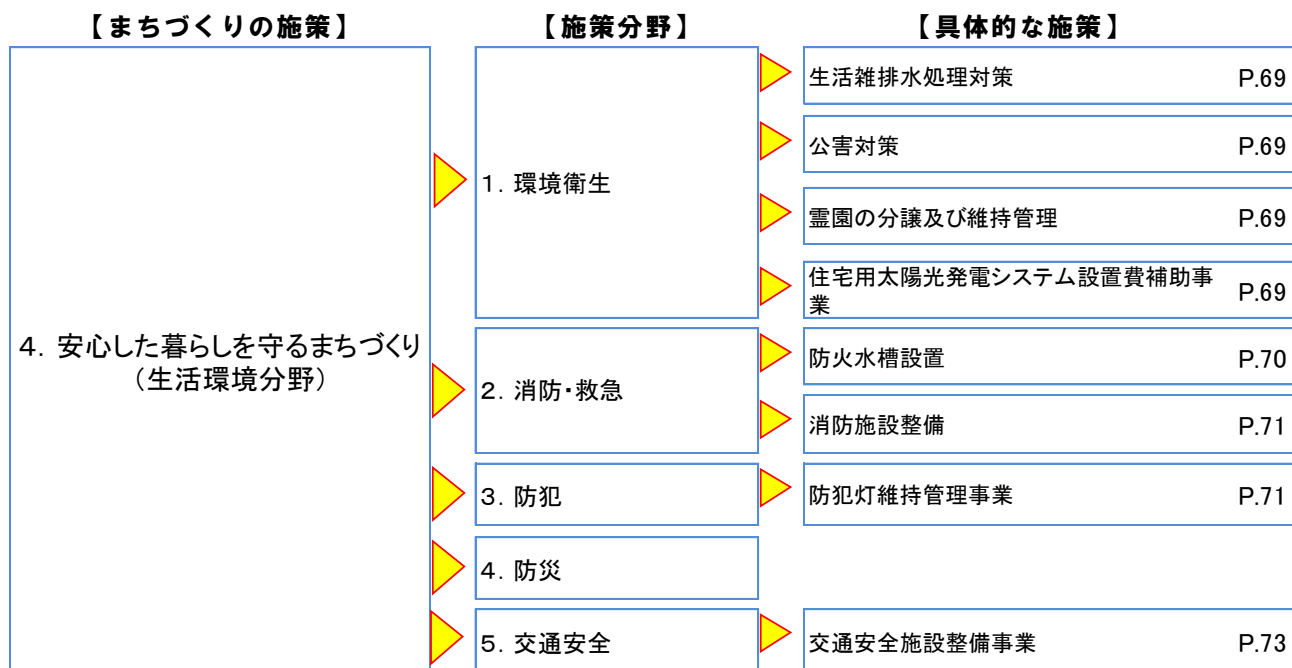 【まちづくりの施策】 【施策分野】 【具体的な施策】
4. 安心した暮らしを守るまちづくり
（生活環境分野）
1. 環境衛生
生活雑排水処理対策 P.69
公害対策 P.69
霊園の分譲及び維持管理 P.69
住宅用太陽光発電システム設置費補助事
業 P.69
2. 消防・救急
防火水槽設置 P.70
消防施設整備 P.71
3. 防犯
防犯灯維持管理事業 P.71
4. 防災
5. 交通安全
交通安全施設整備事業 P.73